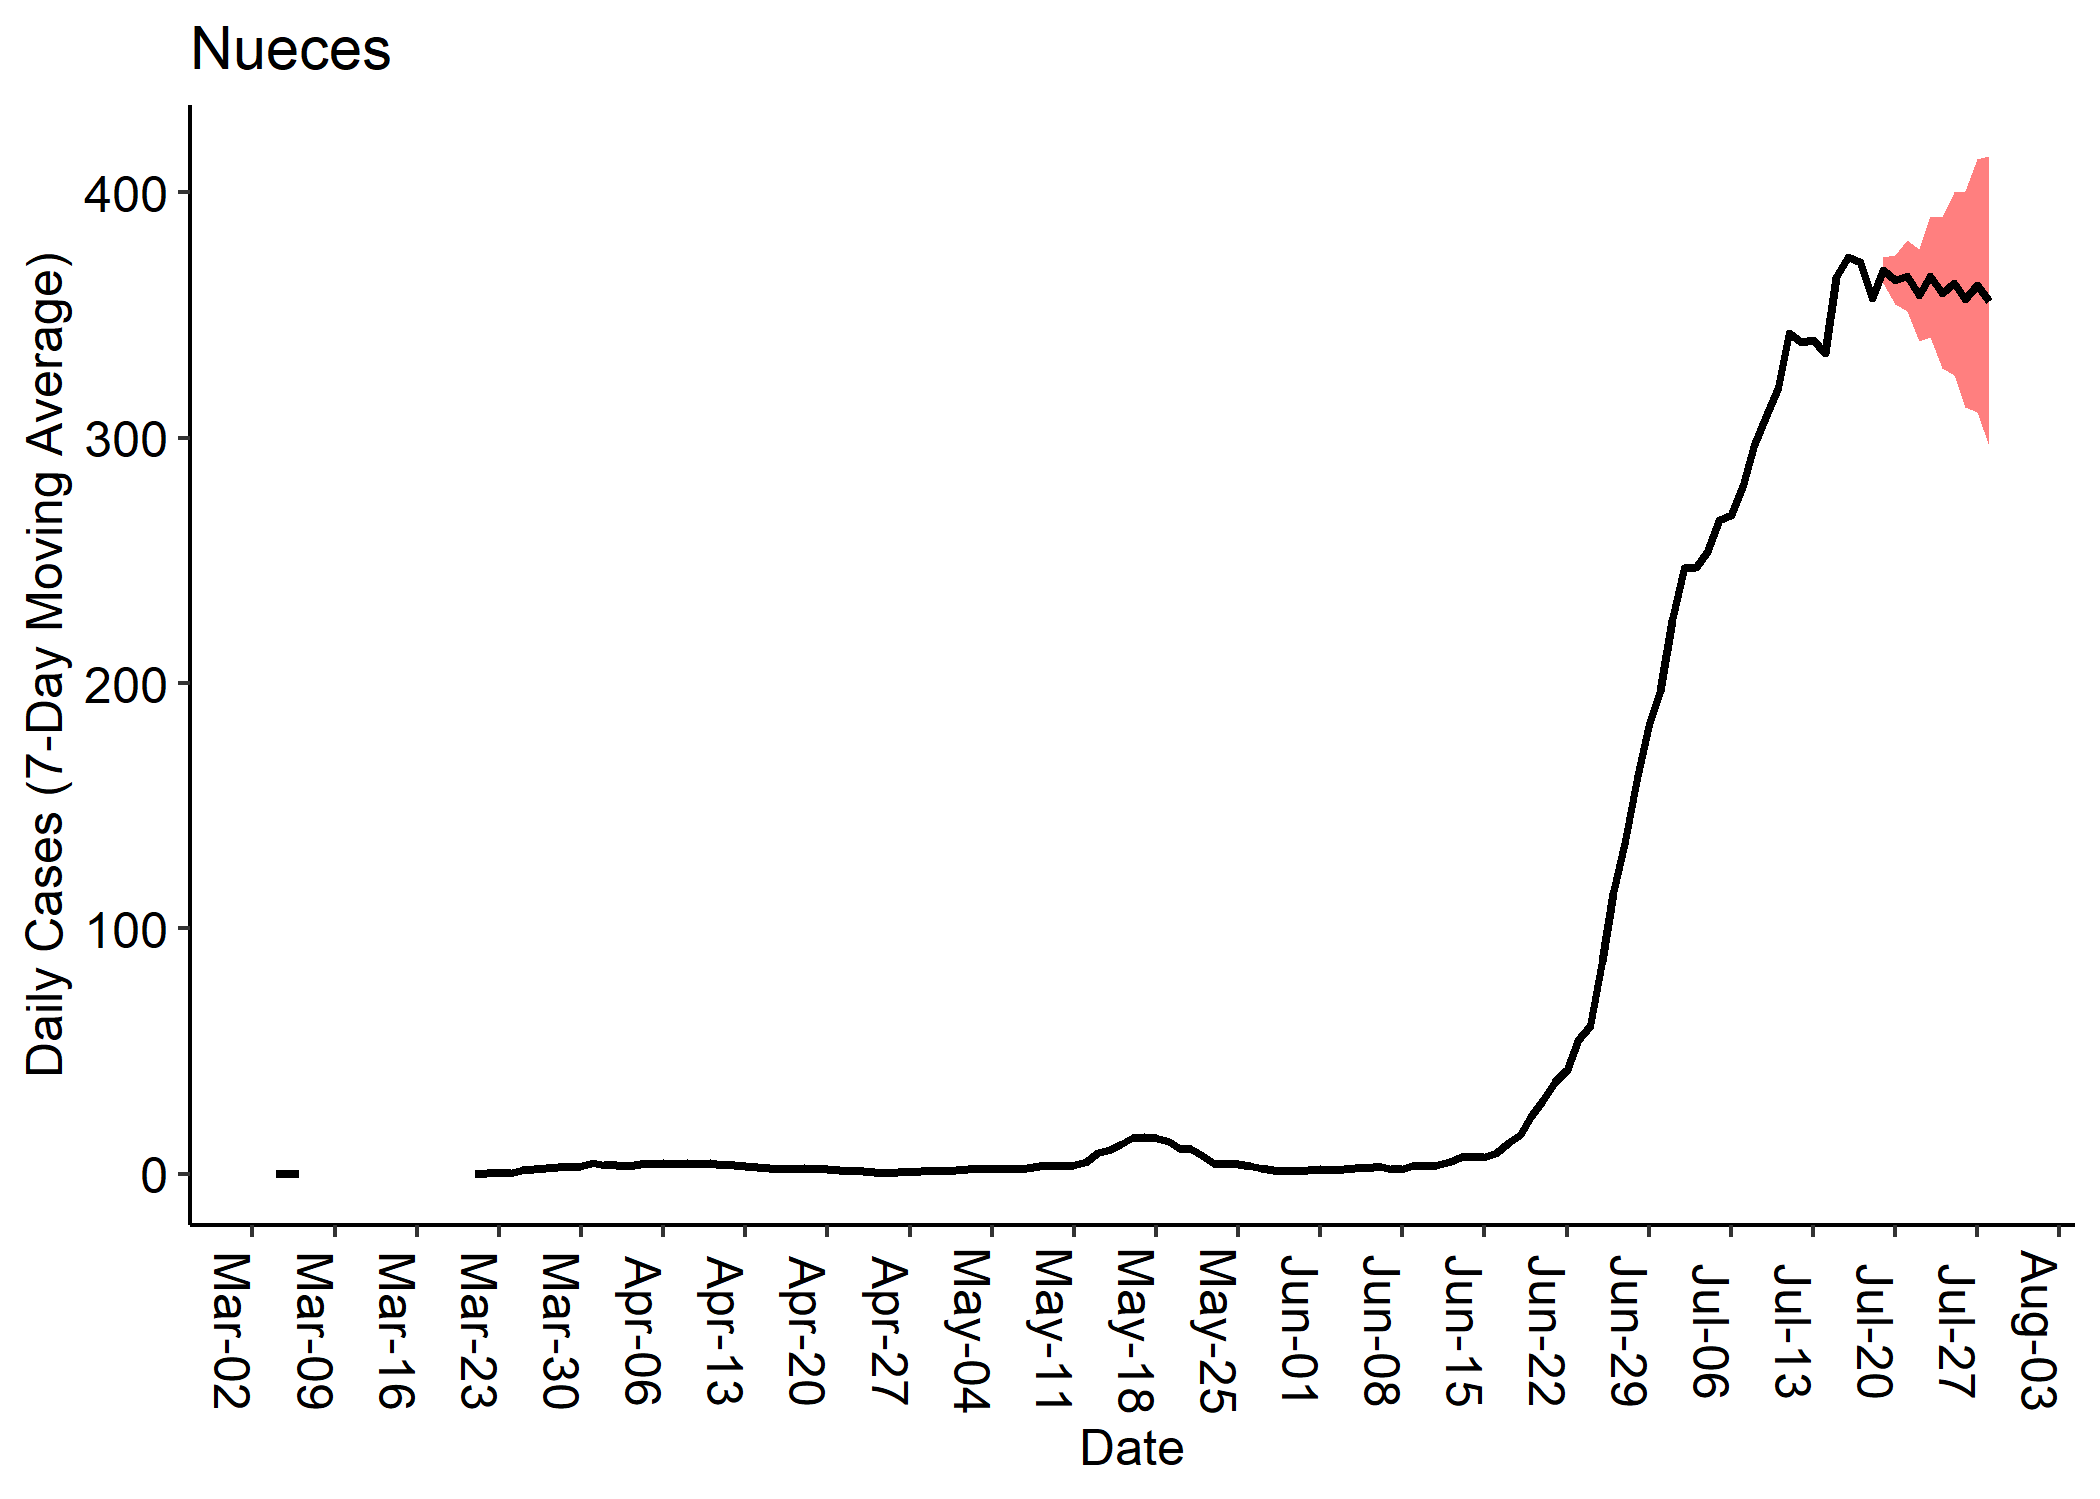 Nueces
Daily Cases (7-Day Moving Average)
400
300
200
100
0
Mar-02
Mar-09
Mar-16
Mar-23
Mar-30
Apr-06
Apr-13
Apr-20
Apr-27
May-04
May-11
May-18
May-25
Jun-01
Jun-08
Jun-15
Jun-22
Jun-29
Jul-06
Jul-13
Jul-20
Jul-27
Aug-03
Date